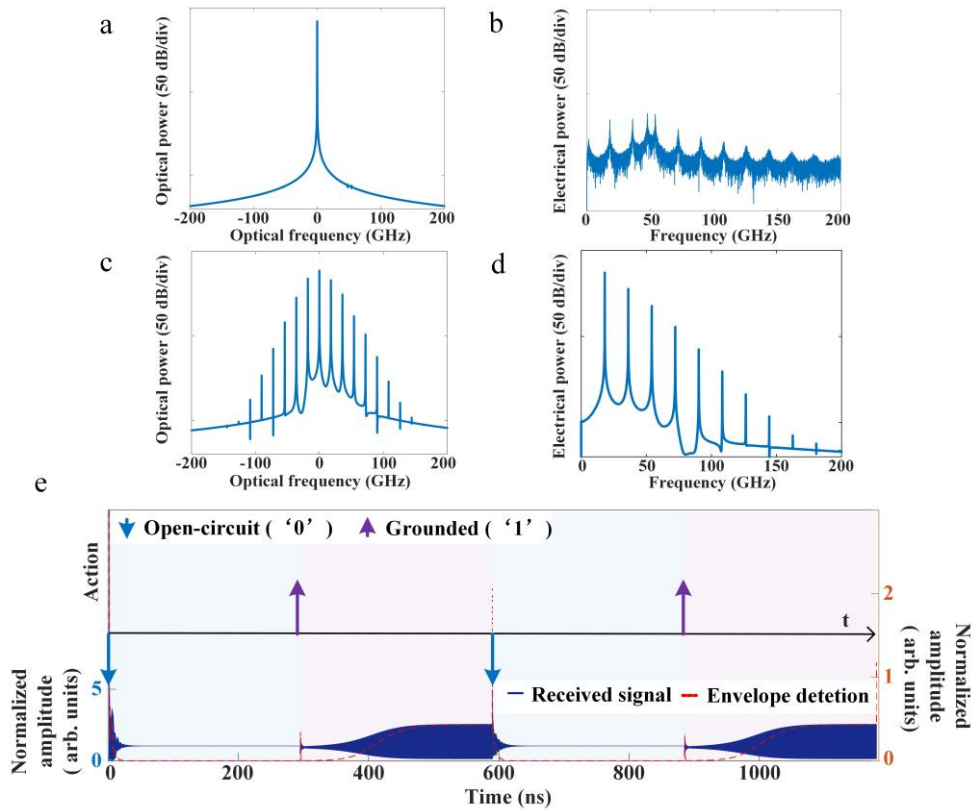 a
Optical power (50 dB/div)
-200 -100 0 100 200
Optical frequency (GHz)
b
Electrical power (50 dB/div)
0 50 100 150 200
Frequency (GHz)
c
Optical power (50 dB/div)
-200 -100 0 100 200
Optical frequency (GHz)
d
Electrical power (50 dB/div)
0 50 100 150 200
Frequency (GHz)
e
Action
Open-circuit ( ‘0’ ) Grounded ( ‘1’ )
t
Normalized
amplitude
( arb. units)
5
0
Received signal Envelope detetion
2
1
0
Normalized
amplitude
( arb. units)
0 200 400 600 800 1000
Time (ns)